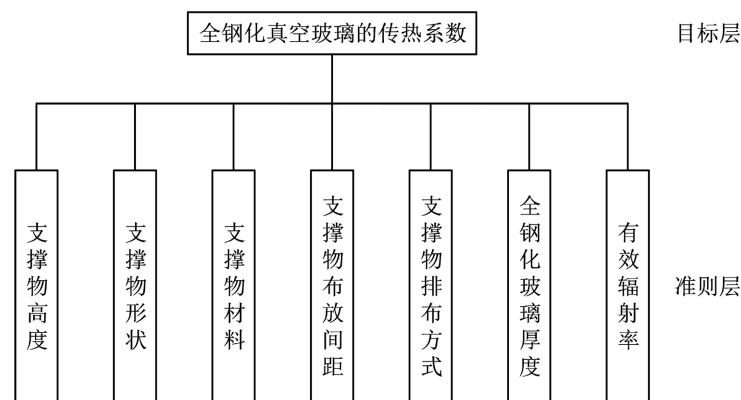 全钢化真空玻璃的传热系数
目标层
支撑物高度
支撑物形状
支撑物材料
支撑物布放间距
支撑物排布方式
全钢化玻璃厚度
有效辐射率
准则层